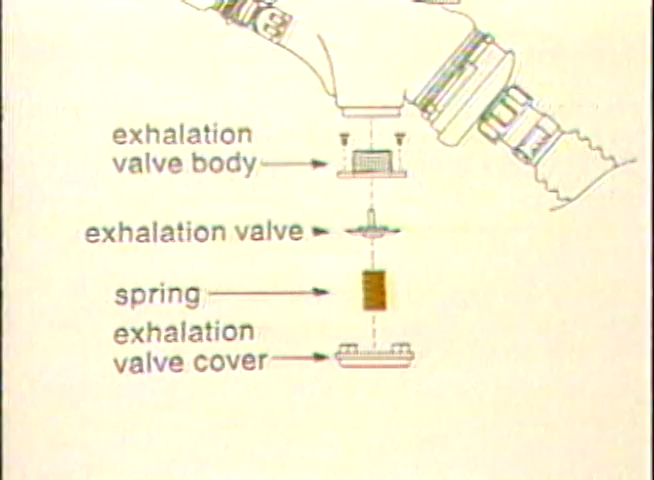 exhalation
valve body
exhalation valve
spring
exhalation
valve cover